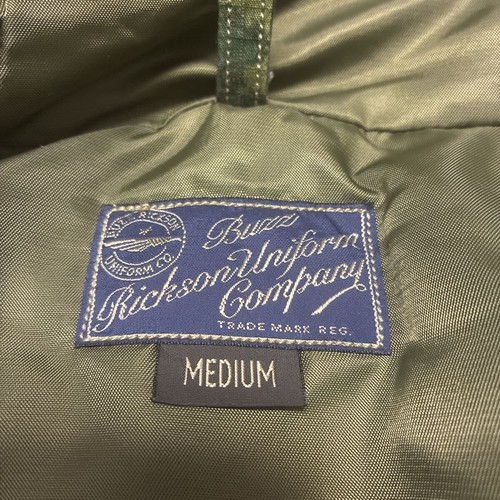 BUZZ RICKSON
UNIFORM CO.
Buzz
Rickson Uniform
Company
TRADE MARK REG.
MEDIUM